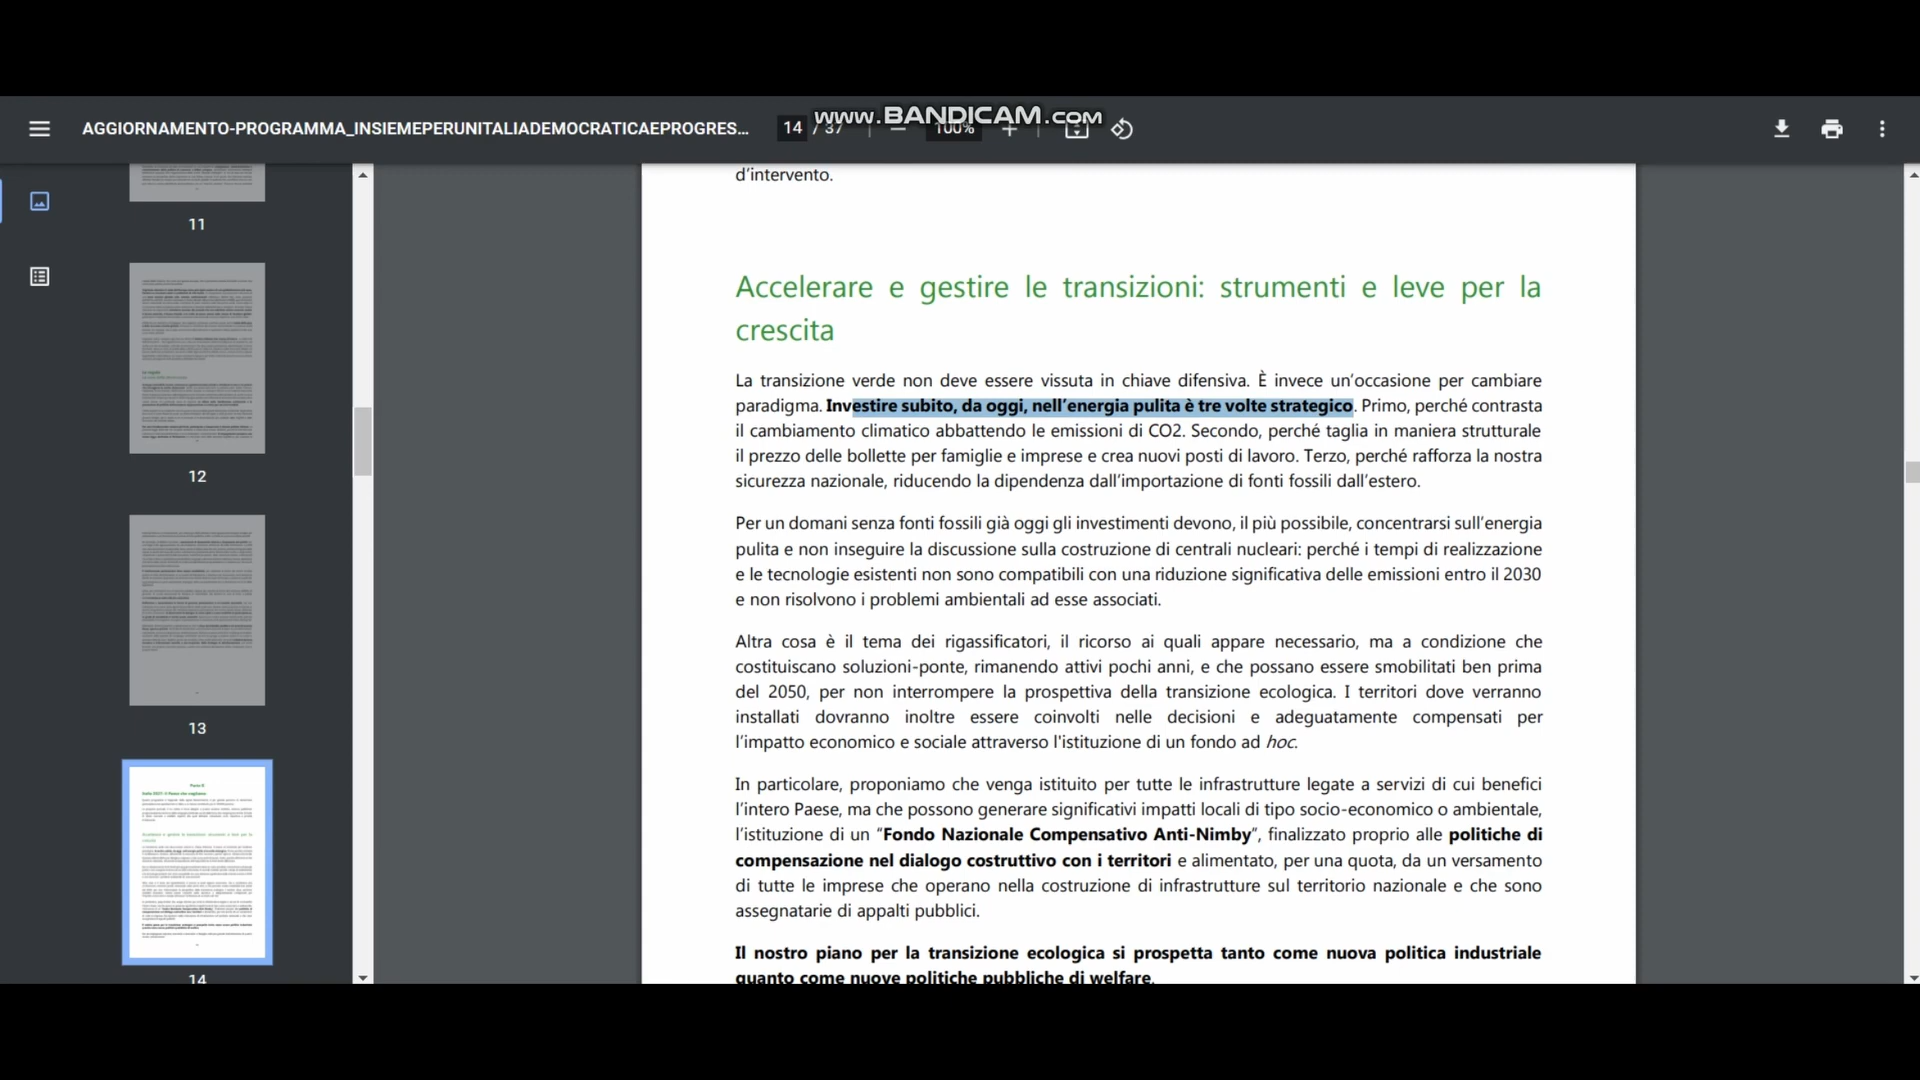 www.BANDICAM.com
AGGIORNAMENTO-PROGRAMMA_INSIEMEPERUNITALIADEMOCRATICAEPROGRES...
14 / 37
100%
11
12
13
14
d’intervento.
Accelerare e gestire le transizioni: strumenti e leve per la
crescita
La transizione verde non deve essere vissuta in chiave difensiva. È invece un’occasione per cambiare
paradigma. Investire subito, da oggi, nell’energia pulita è tre volte strategico. Primo, perché contrasta
il cambiamento climatico abbattendo le emissioni di CO2. Secondo, perché taglia in maniera strutturale
il prezzo delle bollette per famiglie e imprese e crea nuovi posti di lavoro. Terzo, perché rafforza la nostra
sicurezza nazionale, riducendo la dipendenza dall’importazione di fonti fossili dall’estero.
Per un domani senza fonti fossili già oggi gli investimenti devono, il più possibile, concentrarsi sull’energia
pulita e non inseguire la discussione sulla costruzione di centrali nucleari: perché i tempi di realizzazione
e le tecnologie esistenti non sono compatibili con una riduzione significativa delle emissioni entro il 2030
e non risolvono i problemi ambientali ad esse associati.
Altra cosa è il tema dei rigassificatori, il ricorso ai quali appare necessario, ma a condizione che
costituiscano soluzioni-ponte, rimanendo attivi pochi anni, e che possano essere smobilitati ben prima
del 2050, per non interrompere la prospettiva della transizione ecologica. I territori dove verranno
installati dovranno inoltre essere coinvolti nelle decisioni e adeguatamente compensati per
l’impatto economico e sociale attraverso l'istituzione di un fondo ad hoc.
In particolare, proponiamo che venga istituito per tutte le infrastrutture legate a servizi di cui benefici
l’intero Paese, ma che possono generare significativi impatti locali di tipo socio-economico o ambientale,
l’istituzione di un “Fondo Nazionale Compensativo Anti-Nimby”, finalizzato proprio alle politiche di
compensazione nel dialogo costruttivo con i territori e alimentato, per una quota, da un versamento
di tutte le imprese che operano nella costruzione di infrastrutture sul territorio nazionale e che sono
assegnatarie di appalti pubblici.
Il nostro piano per la transizione ecologica si prospetta tanto come nuova politica industriale
quanto come nuove politiche pubbliche di welfare.